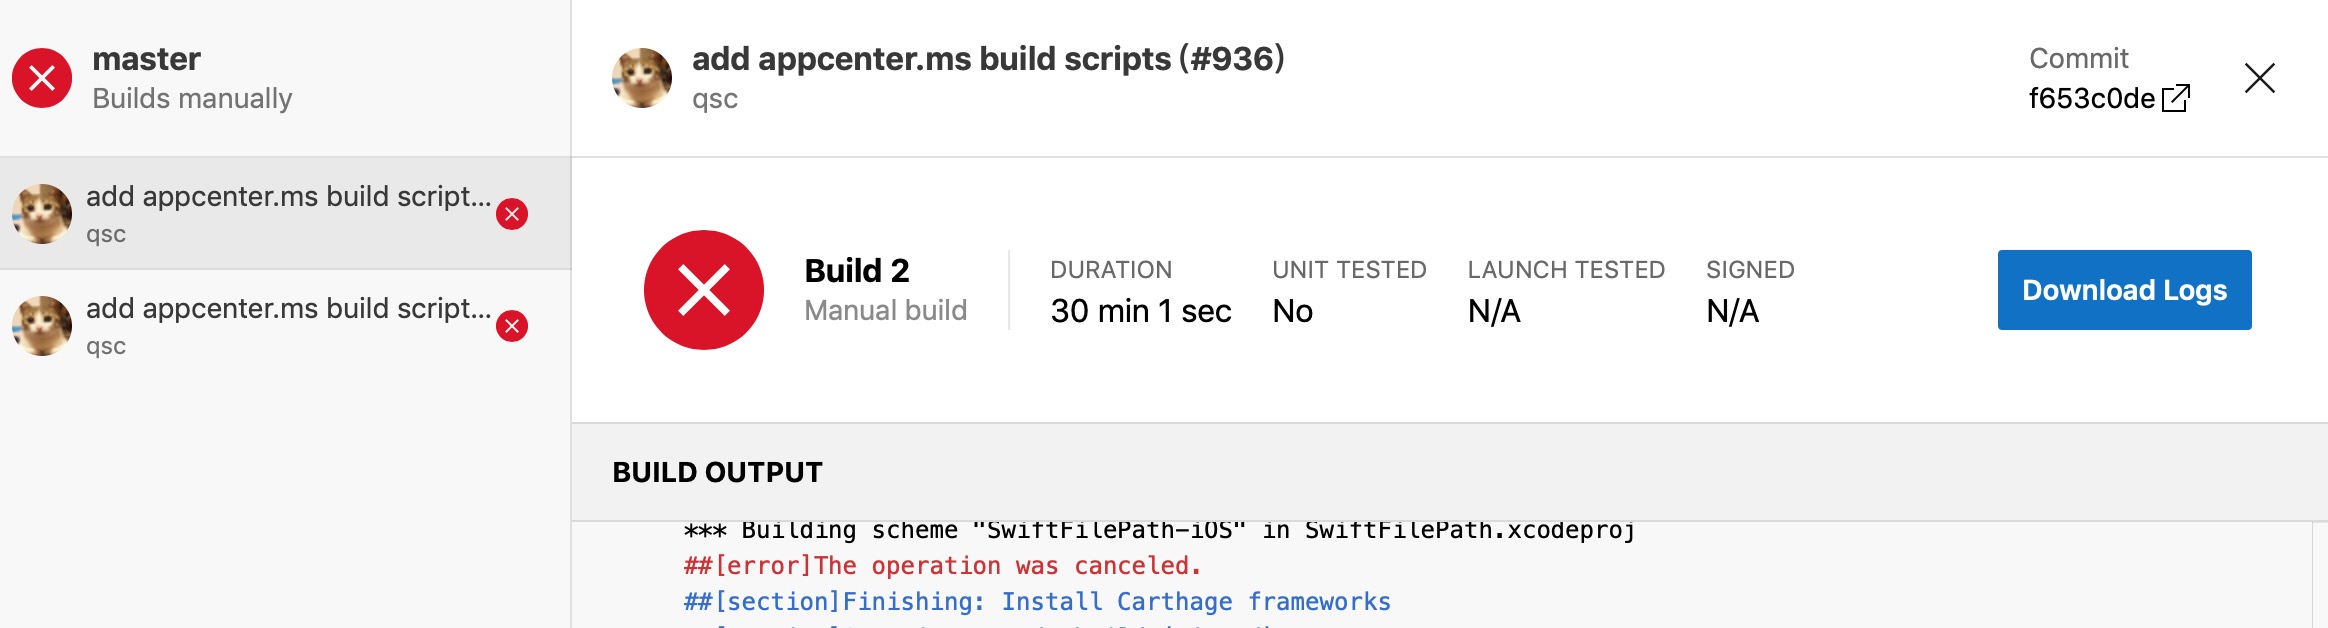 master
Builds manually
add appcenter.ms build script...
qsc
add appcenter.ms build script...
qsc
add appcenter.ms build scripts (#936)
qsc
Commit
f653c0de
Build 2
Manual build
DURATION
30 min 1 sec
UNIT TESTED
No
LAUNCH TESTED
N/A
SIGNED
N/A
Download Logs
BUILD OUTPUT
*** Building scheme "SwiftFilePath-iOS" in SwiftFilePath.xcodeproj
##[error]The operation was canceled.
##[section]Finishing: Install Carthage frameworks